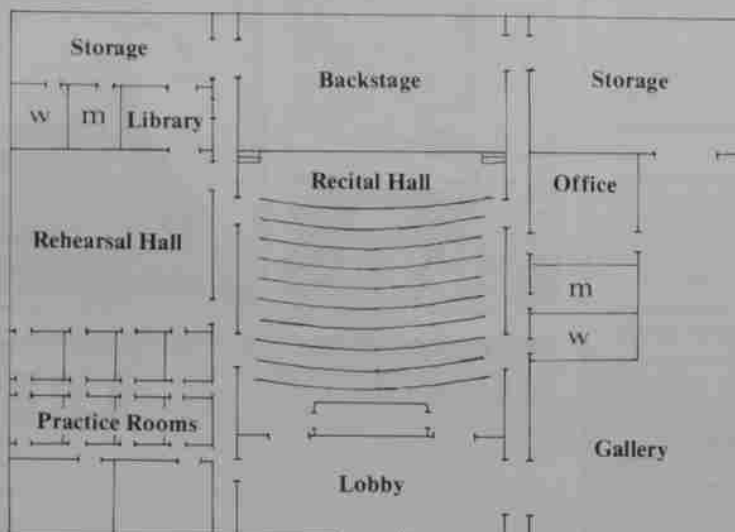 Storage
Backstage
Storage
w
m
Library
Recital Hall
Office
Rehearsal Hall
m
w
Practice Rooms
Gallery
Lobby